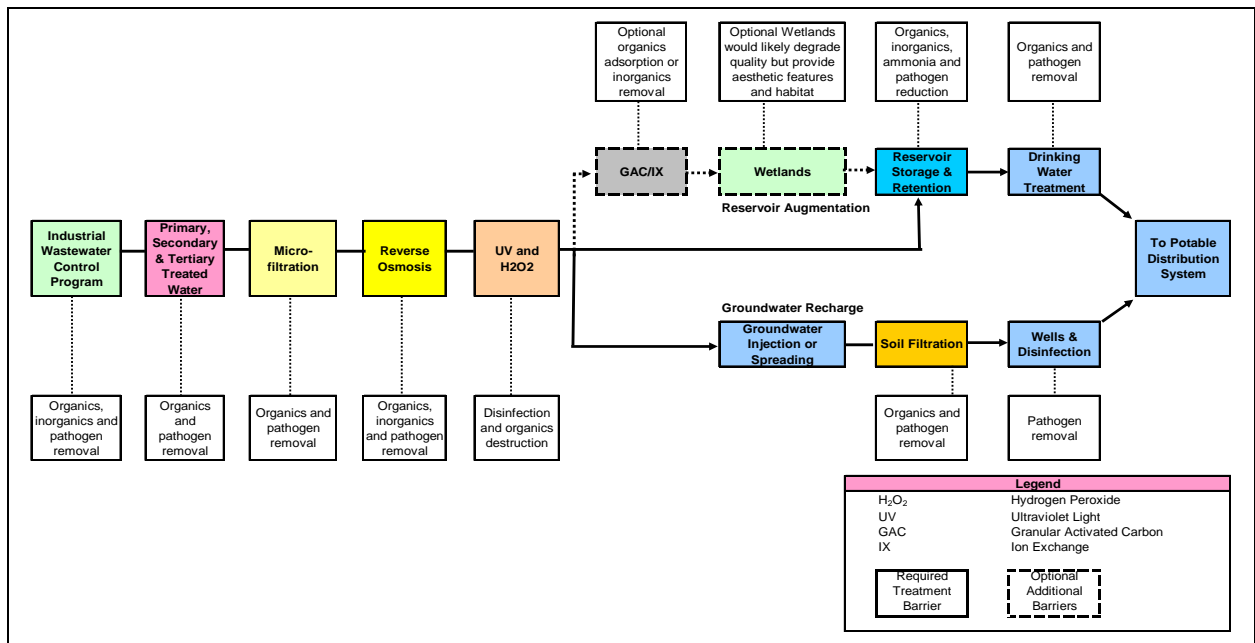 Optional
organics
adsorption or
inorganics
removal
Optional Wetlands
would likely degrade
quality but provide
aesthetic features
and habitat
Organics,
inorganics,
ammonia and
pathogen
reduction
Organics and
pathogen
removal
GAC/IX
Wetlands
Reservoir
Storage &
Retention
Drinking
Water
Treatment
Reservoir Augmentation
Industrial
Wastewater
Control
Program
Primary,
Secondary
& Tertiary
Treated
Water
Micro-
filtration
Reverse
Osmosis
UV and
H2O2
To Potable
Distribution
System
Groundwater Recharge
Groundwater
Injection or
Spreading
Soil Filtration
Wells &
Disinfection
Organics,
inorganics and
pathogen
removal
Organics
and
pathogen
removal
Organics and
pathogen
removal
Organics,
inorganics
and pathogen
removal
Disinfection
and organics
destruction
Organics and
pathogen
removal
Pathogen
removal
Legend
H₂O₂ Hydrogen Peroxide
UV Ultraviolet Light
GAC Granular Activated Carbon
IX Ion Exchange
Required
Treatment
Barrier
Optional
Additional
Barriers